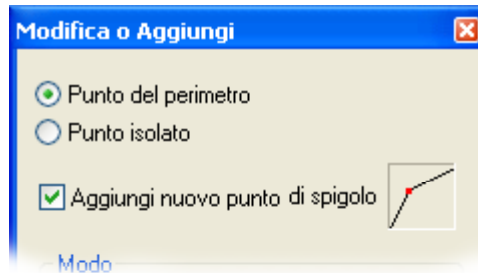 Modifica o Aggiungi
Punto del perimetro
Punto isolato
Aggiungi nuovo punto di spigolo
Modo